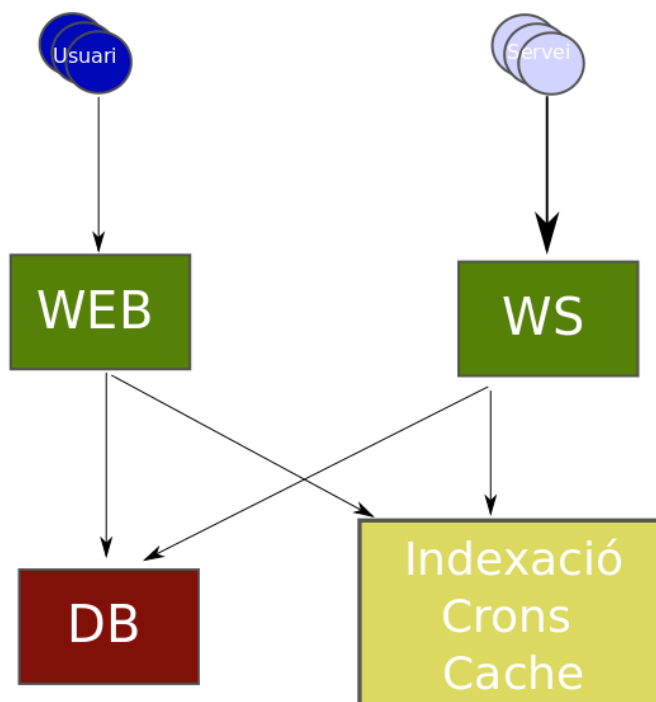 Usuari
Servei
WEB
WS
DB
Indexació
Crons
Cache